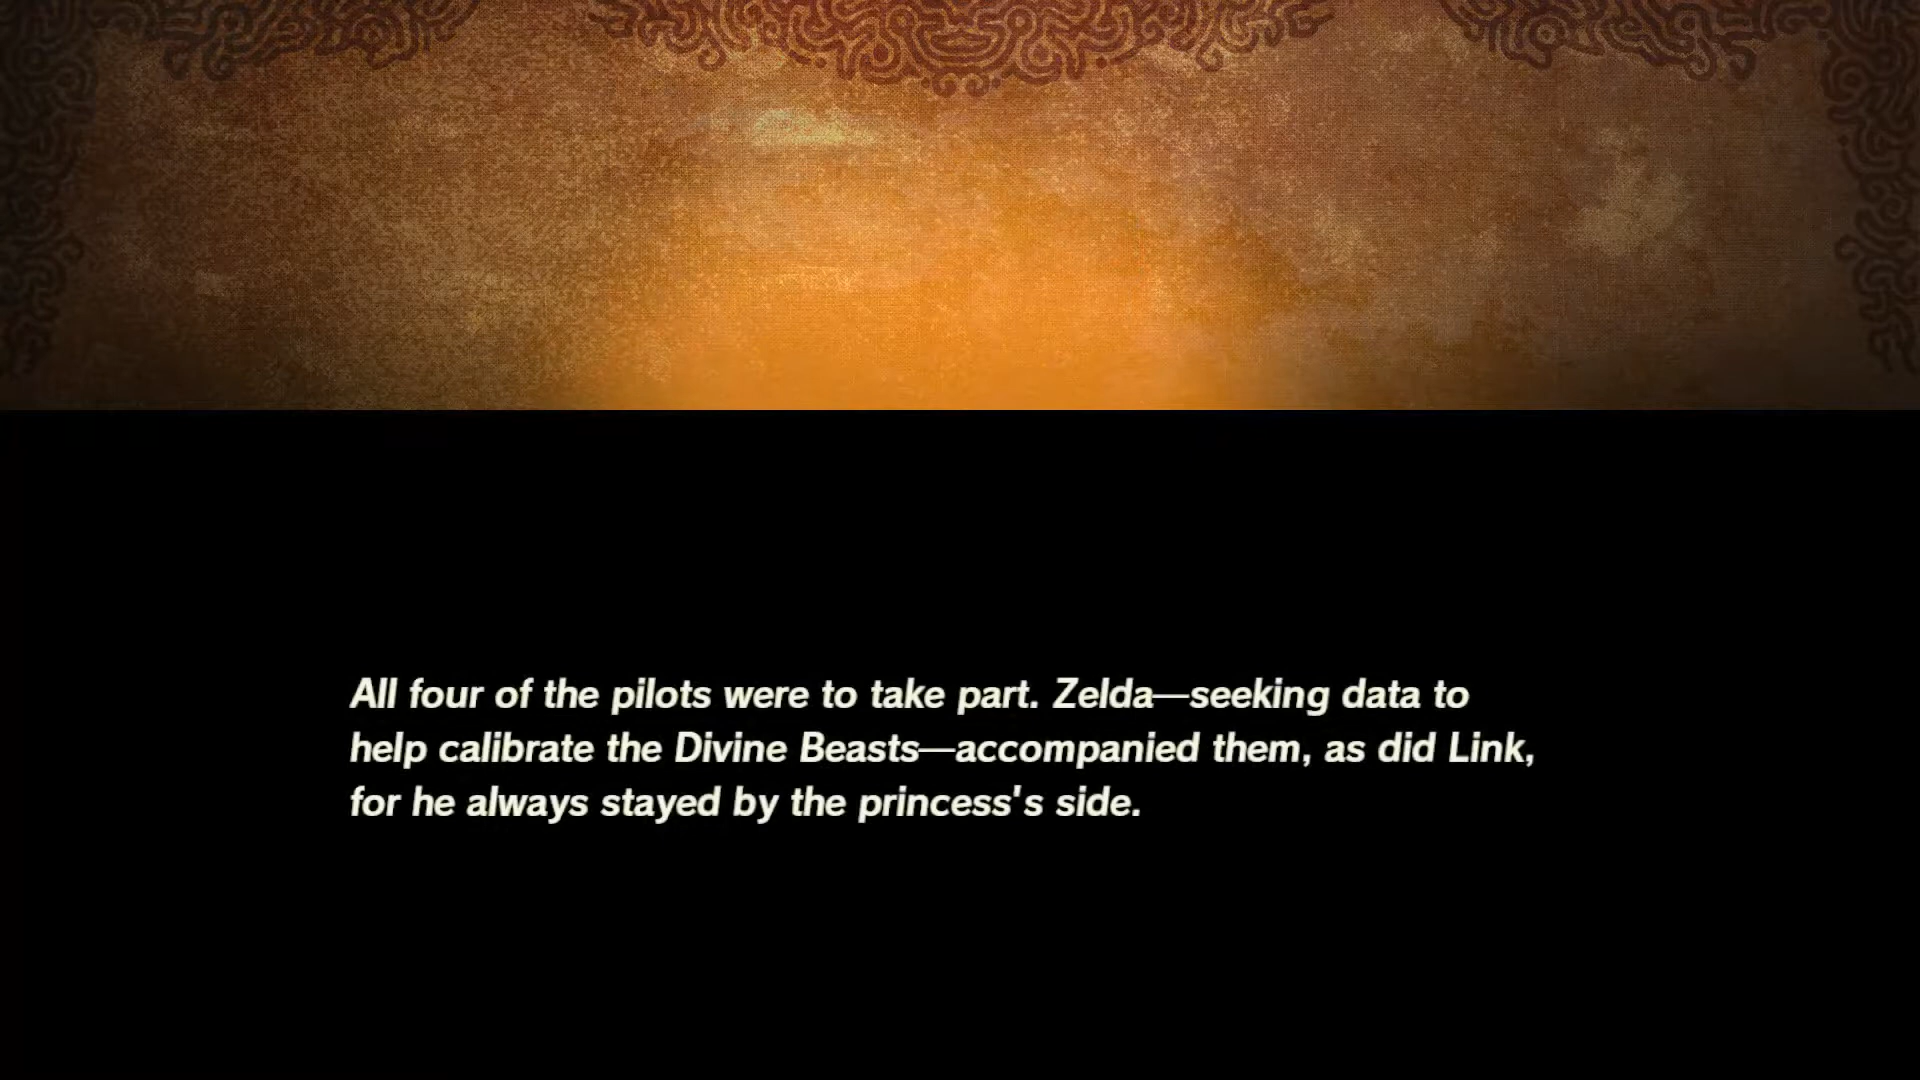 All four of the pilots were to take part. Zelda—seeking data to
help calibrate the Divine Beasts—accompanied them, as did Link,
for he always stayed by the princess's side.